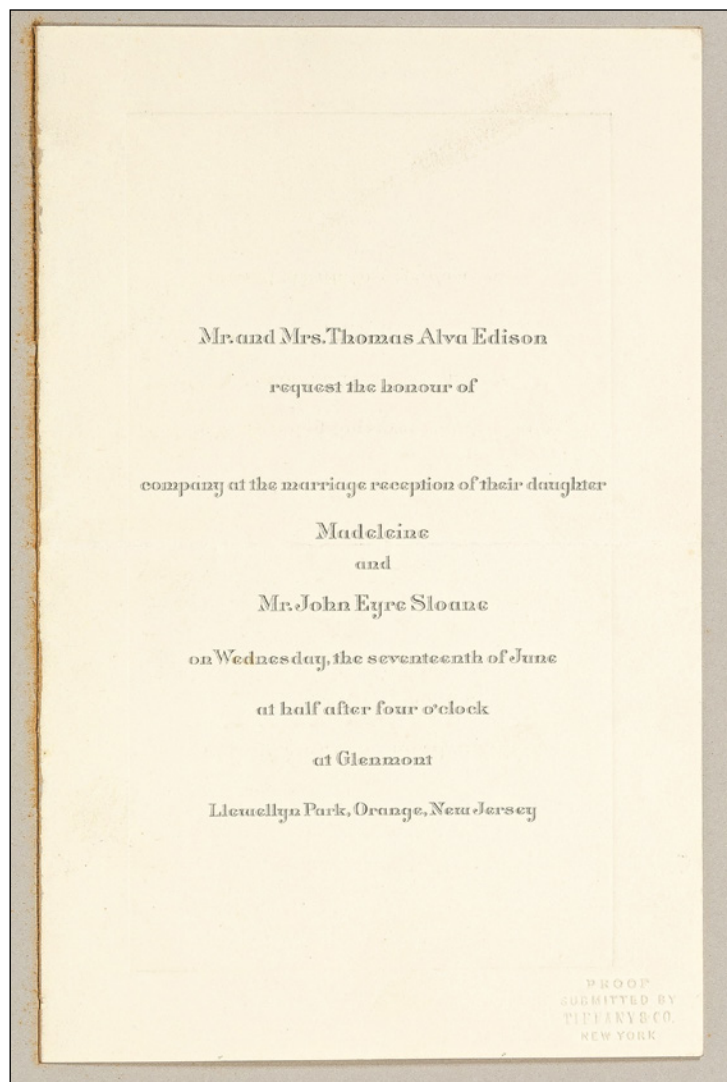 Mr. and Mrs. Thomas Alva Edison
request the honour of
company at the marriage reception of their daughter
Madeleine
and
Mr. John Eyre Sloane
on Wednesday, the seventeenth of June
at half after four o'clock
at Glenmont
Llewellyn Park, Orange, New Jersey
PROOF
SUBMITTED BY
TIFFANY & CO.
NEW YORK